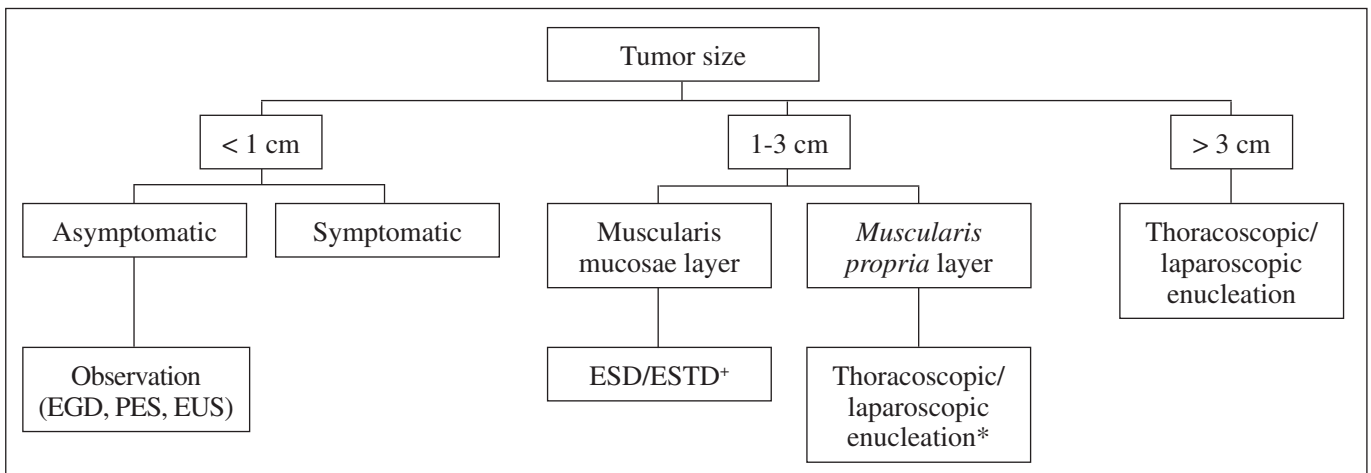 Tumor size
< 1 cm
1-3 cm
> 3 cm
Asymptomatic
Symptomatic
Muscularis
mucosae layer
Muscularis
propria layer
Thoracoscopic/
laparoscopic
enucleation
Observation
(EGD, PES, EUS)
ESD/ESTD⁺
Thoracoscopic/
laparoscopic
enucleation*